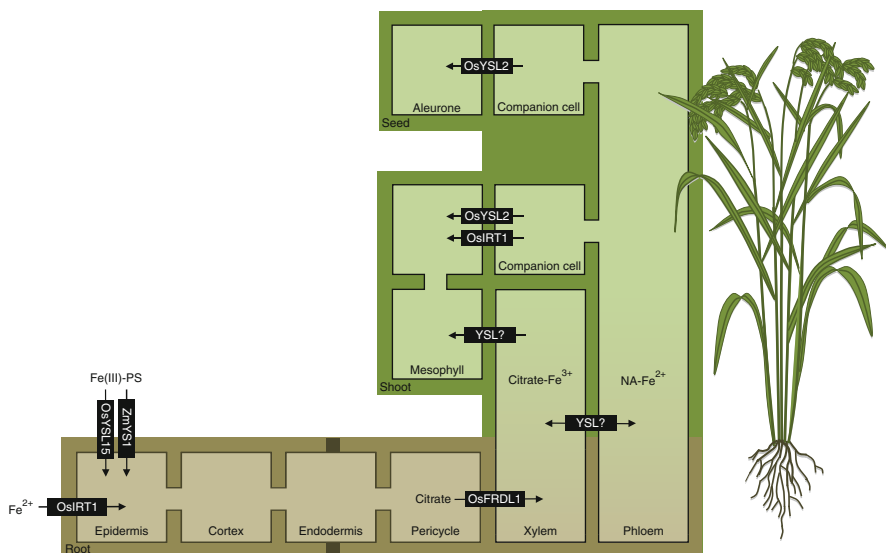 OsYSL2
Aleurone
Companion cell
Seed
OsYSL2
OsIRT1
Companion cell
YSL?
Mesophyll
Citrate-Fe³⁺
NA-Fe²⁺
Shoot
Fe(III)-PS
OsYSL15
ZmYS1
YSL?
Fe²⁺
OsIRT1
Citrate
OsFRDL1
Epidermis
Cortex
Endodermis
Pericycle
Xylem
Phloem
Root